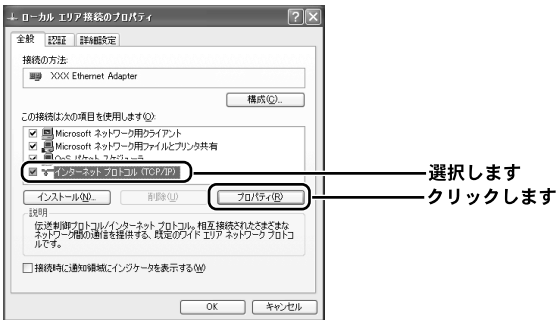 ローカル エリア接続のプロパティ
全般 認証 詳細設定
接続の方法:
XXX Ethernet Adapter
構成(C)...
この接続は次の項目を使用します(O):
Microsoft ネットワーク用クライアント
Microsoft ネットワーク用ファイルとプリンタ共有
QoS パケット スケジューラ
インターネット プロトコル (TCP/IP)
選択します
インストール(N)... 削除(U) プロパティ(R)
クリックします
説明
伝送制御プロトコル/インターネット プロトコル。相互接続されたさまざまな
ネットワーク間の通信を提供する、既定のワイド エリア ネットワーク プロトコ
ルです。
接続時に通知領域にインジケータを表示する(W)
OK キャンセル